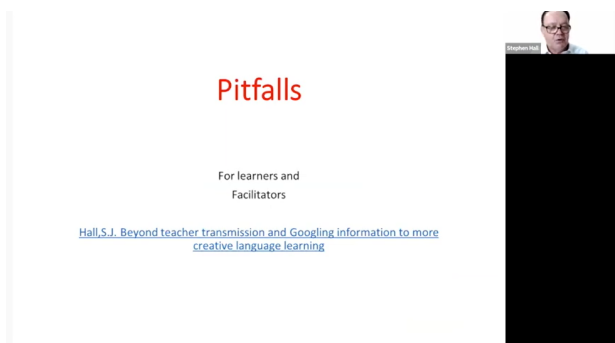 Pitfalls
For learners and
Facilitators
Hall,S.J. Beyond teacher transmission and Googling information to more
creative language learning
Stephen Hall